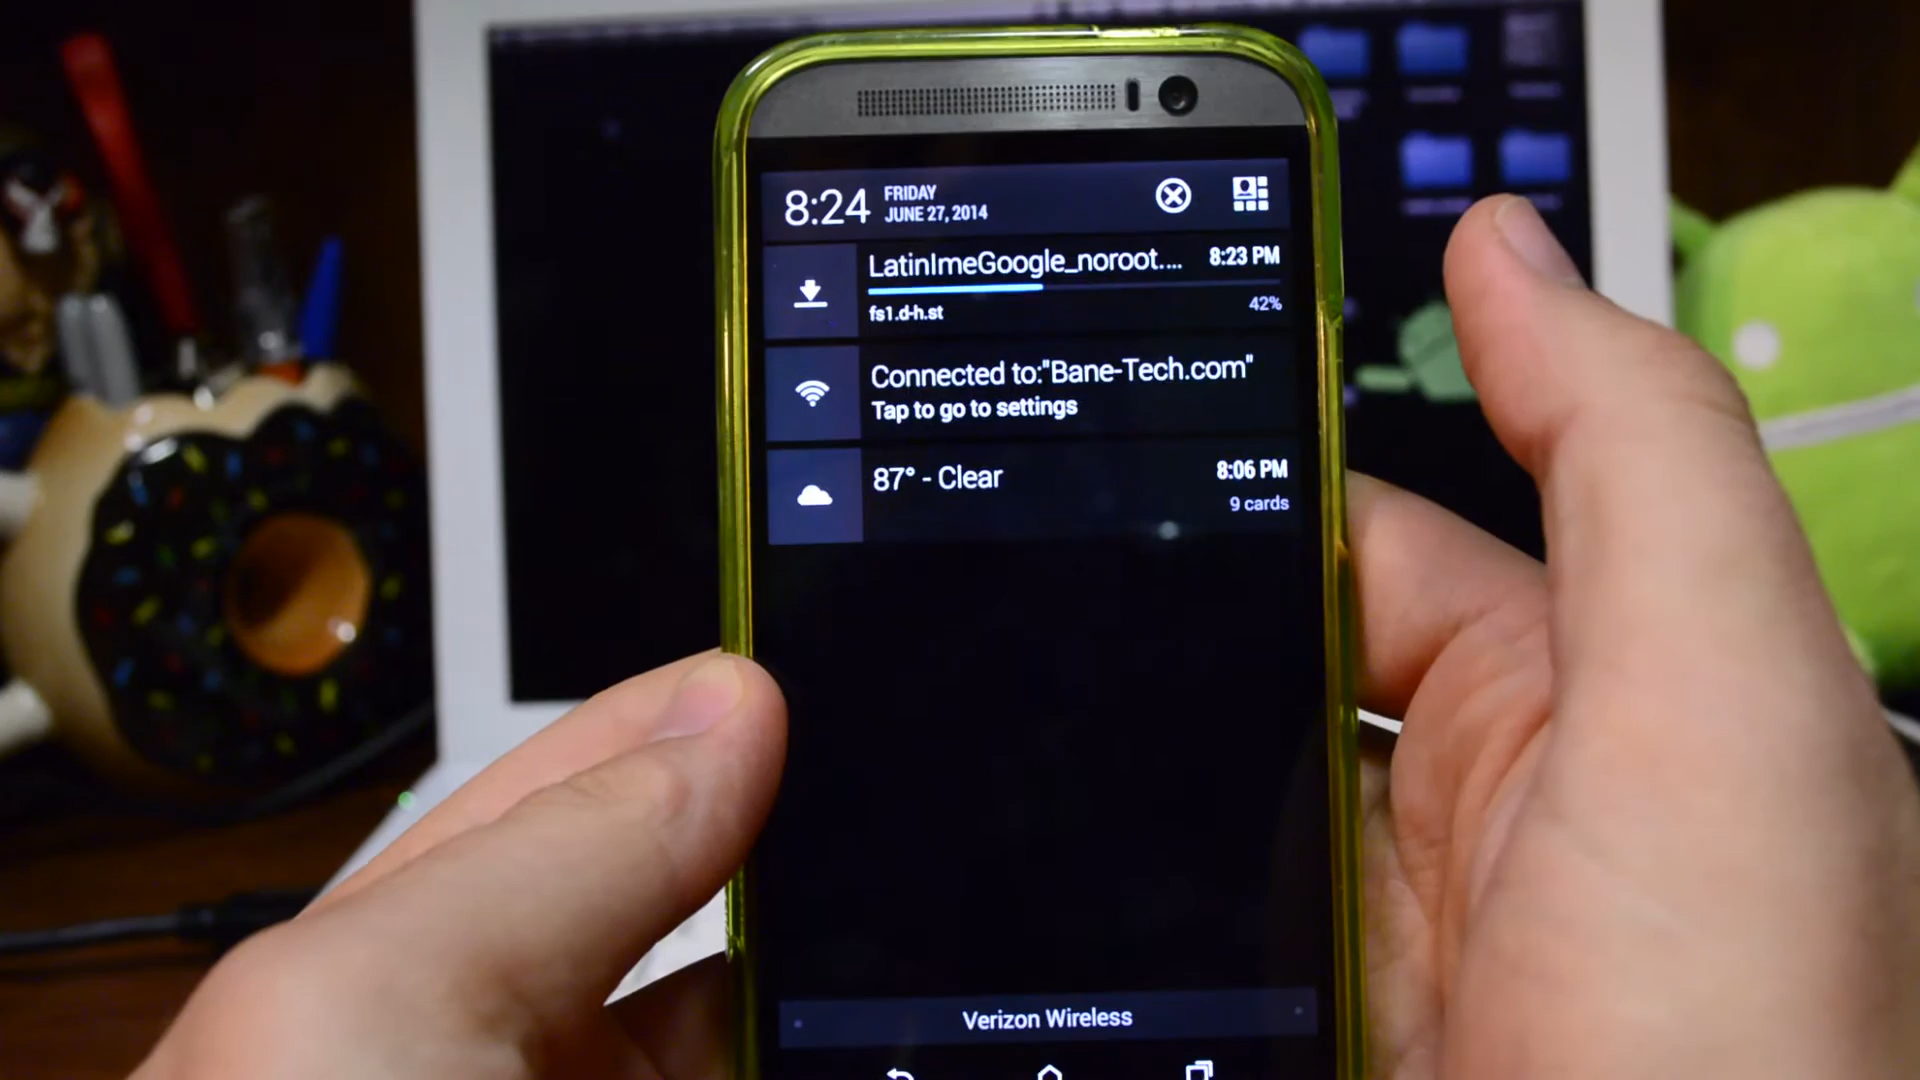 8:24
FRIDAY
JUNE 27, 2014
LatinImeGoogle_noroot.... 8:23 PM
fs1.d-h.st 42%
Connected to:"Bane-Tech.com"
Tap to go to settings
87° - Clear 8:06 PM
9 cards
Verizon Wireless